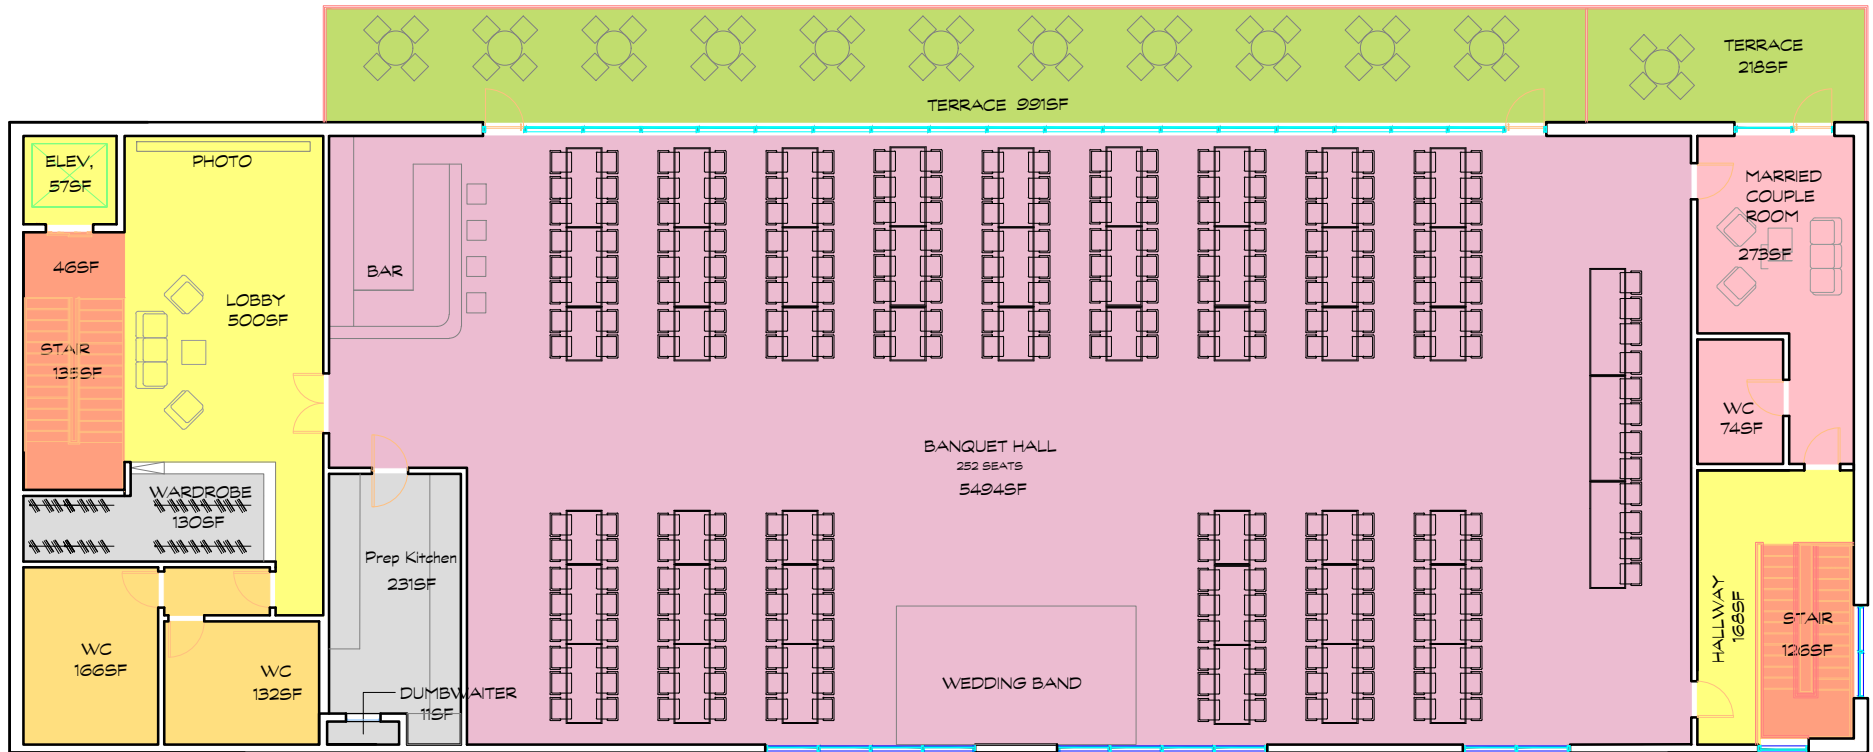 TERRACE
218SF
TERRACE 991SF
ELEV,
57SF
PHOTO
MARRIED
COUPLE
ROOM
273SF
46SF
BAR
LOBBY
500SF
STAIR
135SF
WC
74SF
BANQUET HALL
252 SEATS
5494SF
WARDROBE
130SF
Prep Kitchen
231SF
HALLWAY
168SF
STAIR
126SF
WC
166SF
WC
132SF
DUMBWAITER
11SF
WEDDING BAND